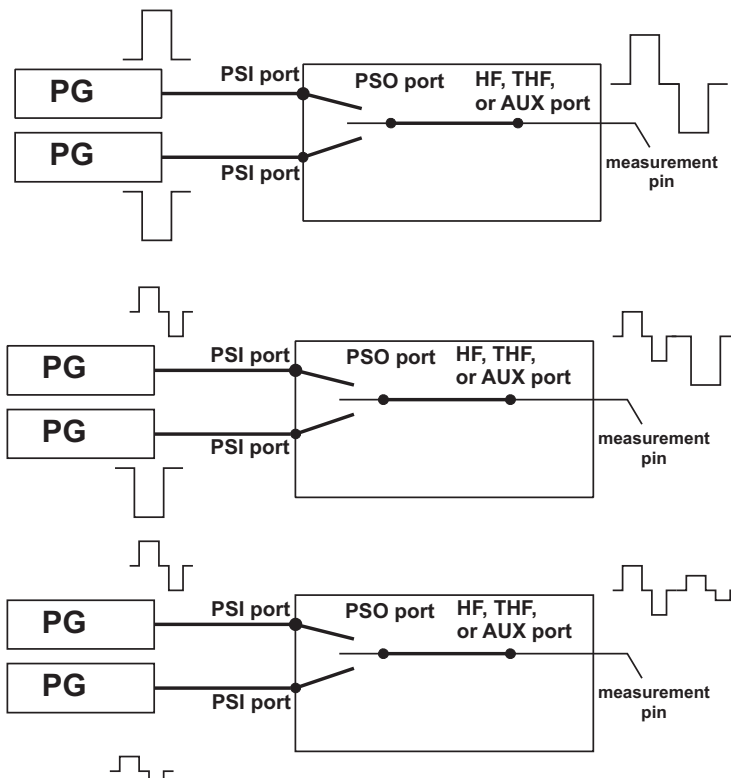 PG
PSI port
PSO port
HF, THF,
or AUX port
PG
PSI port
measurement
pin
PG
PSI port
PSO port
HF, THF,
or AUX port
PG
PSI port
measurement
pin
PG
PSI port
PSO port
HF, THF,
or AUX port
PG
PSI port
measurement
pin